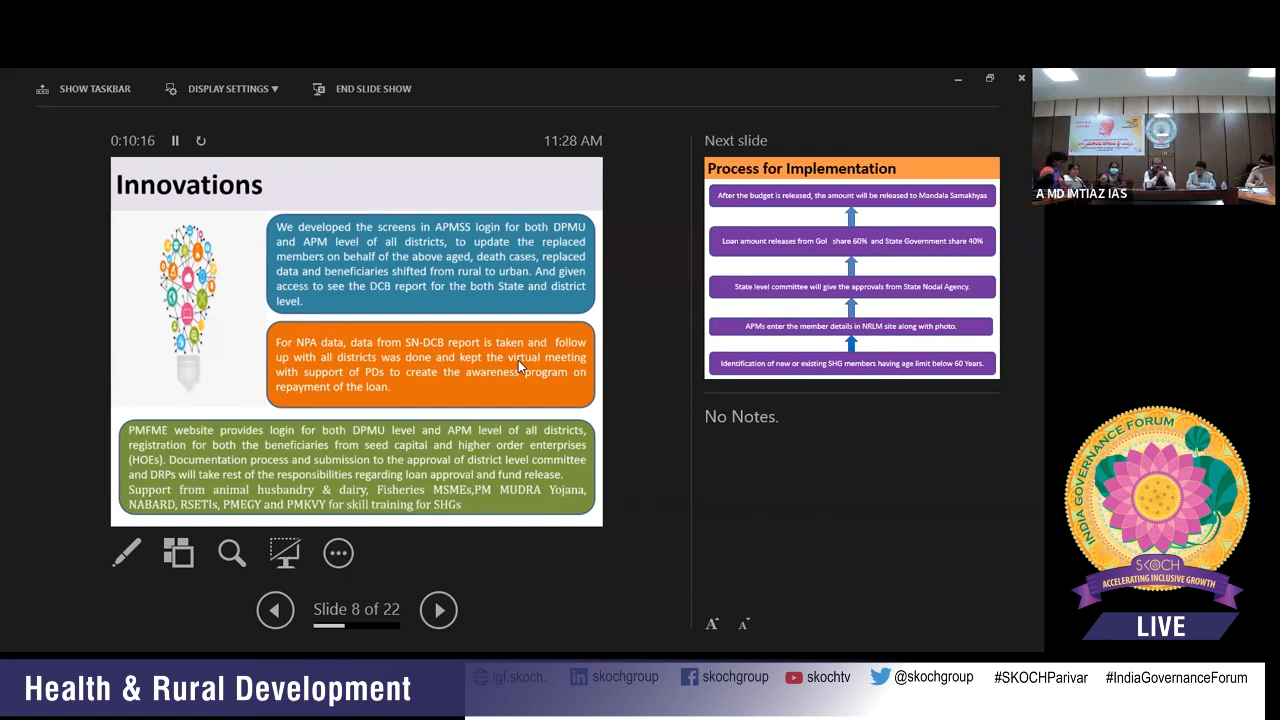 SHOW TASKBAR
DISPLAY SETTINGS ▼
END SLIDE SHOW
0:10:16
11:28 AM
Innovations
We developed the screens in APMSS login for both DPMU
and APM level of all districts, to update the replaced
members on behalf of the above aged, death cases, replaced
data and beneficiaries shifted from rural to urban. And given
access to see the DCB report for the both State and district
level.
For NPA data, data from SN-DCB report is taken and follow
up with all districts was done and kept the virtual meeting
with support of PDs to create the awareness program on
repayment of the loan.
PMFME website provides login for both DPMU level and APM level of all districts,
registration for both the beneficiaries from seed capital and higher order enterprises
(HOEs). Documentation process and submission to the approval of district level committee
and DRPs will take rest of the responsibilities regarding loan approval and fund release.
Support from animal husbandry & dairy, Fisheries MSMEs,PM MUDRA Yojana,
NABARD, RSETIs, PMEGY and PMKVY for skill training for SHGs
Slide 8 of 22
Next slide
Process for Implementation
After the budget is released, the amount will be released to Mandala Samakhyas
Loan amount releases from GoI share 60% and State Government share 40%
State level committee will give the approvals from State Nodal Agency.
APMs enter the member details in NRLM site along with photo.
Identification of new or existing SHG members having age limit below 60 Years.
No Notes.
A A
A MD IMTIAZ IAS
INDIA GOVERNANCE FORUM
SKOCH
ACCELERATING INCLUSIVE GROWTH
LIVE
Health & Rural Development
igf.skoch.
skochgroup
skochgroup
skochtv
@skochgroup
#SKOCHParivar
#IndiaGovernanceForum